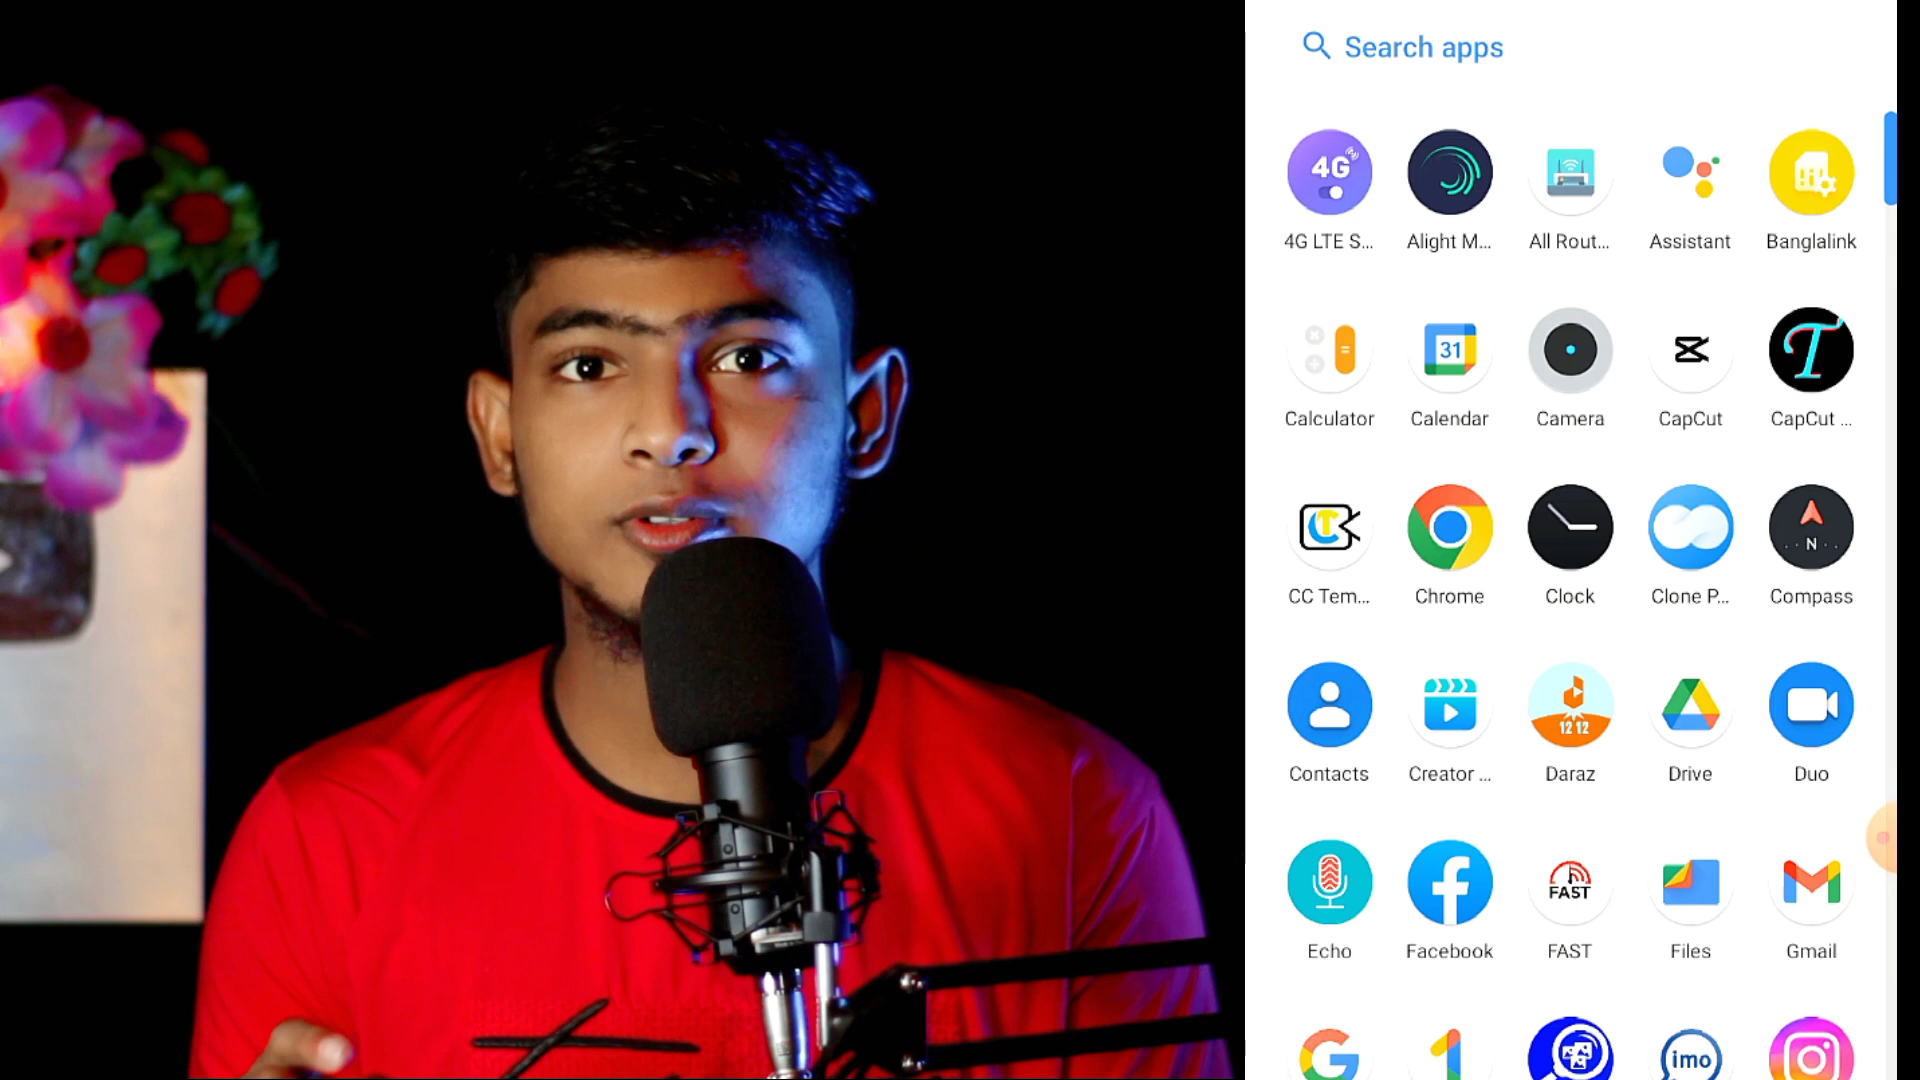 Search apps
4G
4G LTE S... Alight M... All Rout... Assistant Banglalink
31
T
Calculator Calendar Camera CapCut CapCut ...
N
CC Tem... Chrome Clock Clone P... Compass
12 12
Contacts Creator ... Daraz Drive Duo
FAST
Echo Facebook FAST Files Gmail
imo